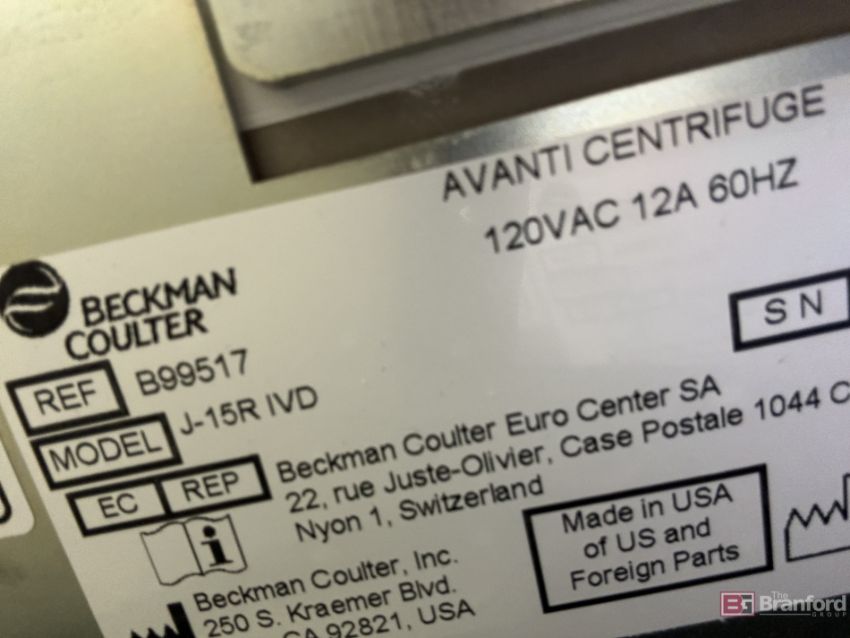 AVANTI CENTRIFUGE
120VAC 12A 60HZ
BECKMAN
COULTER
SN
REF B99517
MODEL J-15R IVD
EC REP Beckman Coulter Euro Center SA
22, rue Juste-Olivier, Case Postale 1044 C
Nyon 1, Switzerland
i
Made in USA
of US and
Foreign Parts
Beckman Coulter, Inc.
250 S. Kraemer Blvd.
CA 92821, USA
BG The Branford GROUP